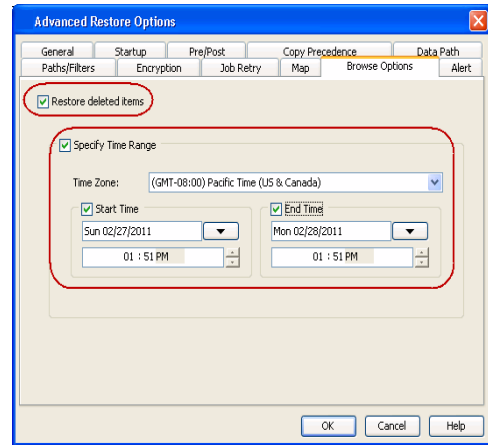 Advanced Restore Options
General Startup Pre/Post Copy Precedence Data Path
Paths/Filters Encryption Job Retry Map Browse Options Alert
Restore deleted items
Specify Time Range
Time Zone: (GMT-08:00) Pacific Time (US & Canada)
Start Time End Time
Sun 02/27/2011 Mon 02/28/2011
01 : 51 PM 01 : 51 PM
OK Cancel Help